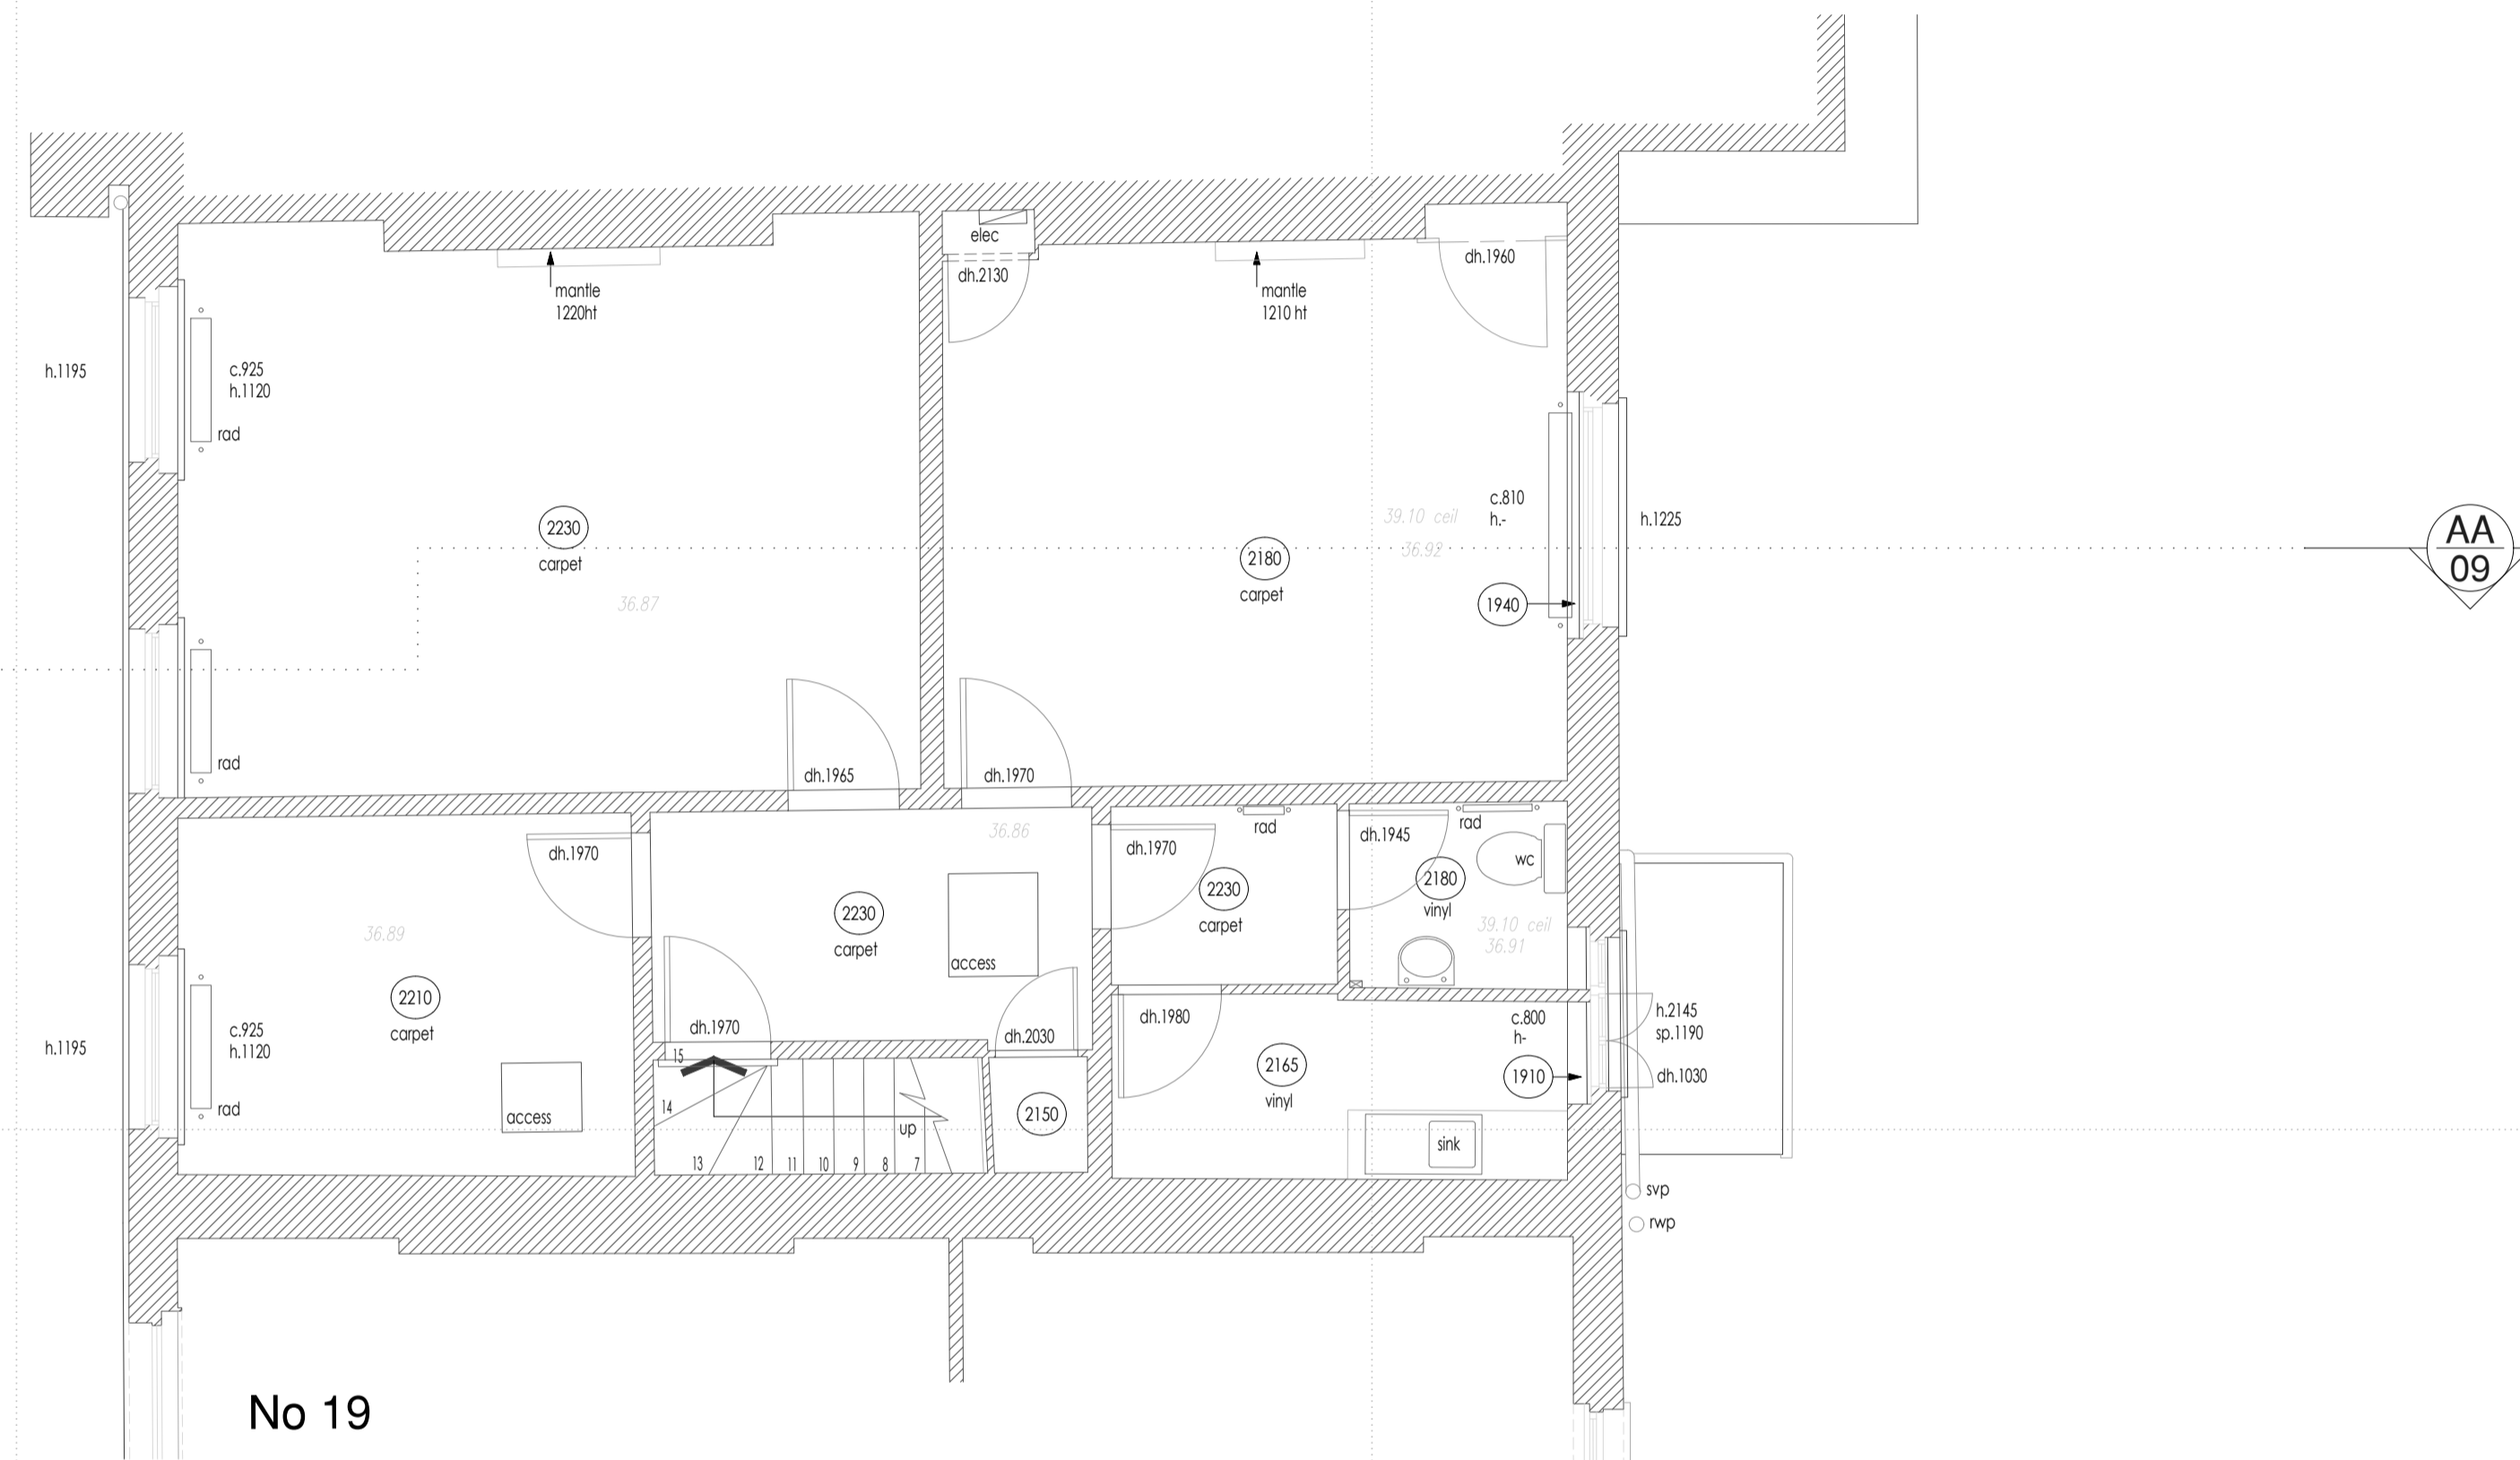 elec
dh.2130
dh.1960
mantle
1220ht
mantle
1210 ht
h.1195
c.925
h.1120
rad
c.810
h.-
h.1225
39.10 ceil
36.92
2230
carpet
2180
carpet
36.87
1940
AA
09
rad
dh.1965
dh.1970
36.86
rad
rad
dh.1970
dh.1970
dh.1945
wc
2180
vinyl
2230
carpet
2230
carpet
36.89
39.10 ceil
36.91
access
2210
carpet
h.1195
c.925
h.1120
rad
access
dh.1970
dh.2030
dh.1980
c.800
h-
h.2145
sp.1190
dh.1030
1910
2165
vinyl
15
14
13
12
11
10
9
8
7
up
2150
sink
svp
rwp
No 19